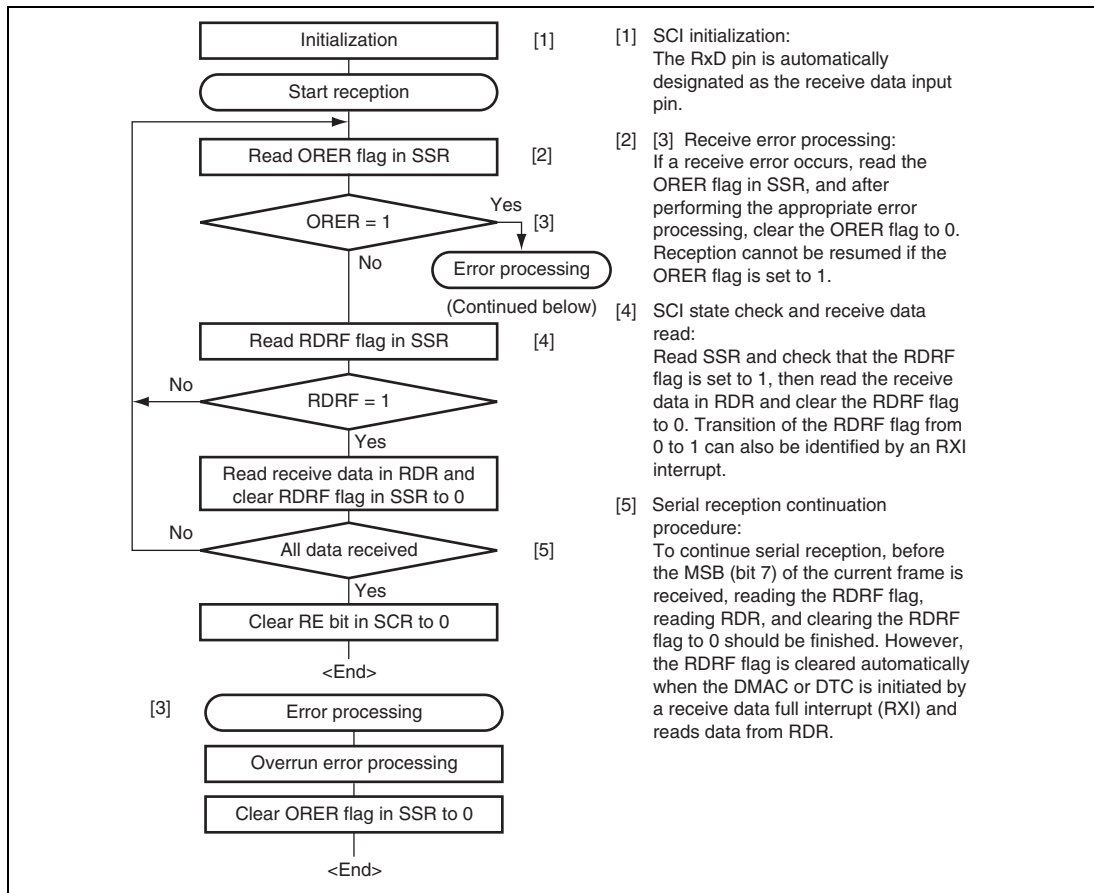 Initialization
[1]
Start reception
Read ORER flag in SSR
[2]
Yes
ORER = 1
[3]
No
Error processing
(Continued below)
Read RDRF flag in SSR
[4]
No
RDRF = 1
Yes
Read receive data in RDR and
clear RDRF flag in SSR to 0
No
All data received
[5]
Yes
Clear RE bit in SCR to 0
<End>
[3]
Error processing
Overrun error processing
Clear ORER flag in SSR to 0
<End>
[1] SCI initialization:
The RxD pin is automatically
designated as the receive data input
pin.
[2] [3] Receive error processing:
If a receive error occurs, read the
ORER flag in SSR, and after
performing the appropriate error
processing, clear the ORER flag to 0.
Reception cannot be resumed if the
ORER flag is set to 1.
[4] SCI state check and receive data
read:
Read SSR and check that the RDRF
flag is set to 1, then read the receive
data in RDR and clear the RDRF flag
to 0. Transition of the RDRF flag from
0 to 1 can also be identified by an RXI
interrupt.
[5] Serial reception continuation
procedure:
To continue serial reception, before
the MSB (bit 7) of the current frame is
received, reading the RDRF flag,
reading RDR, and clearing the RDRF
flag to 0 should be finished. However,
the RDRF flag is cleared automatically
when the DMAC or DTC is initiated by
a receive data full interrupt (RXI) and
reads data from RDR.